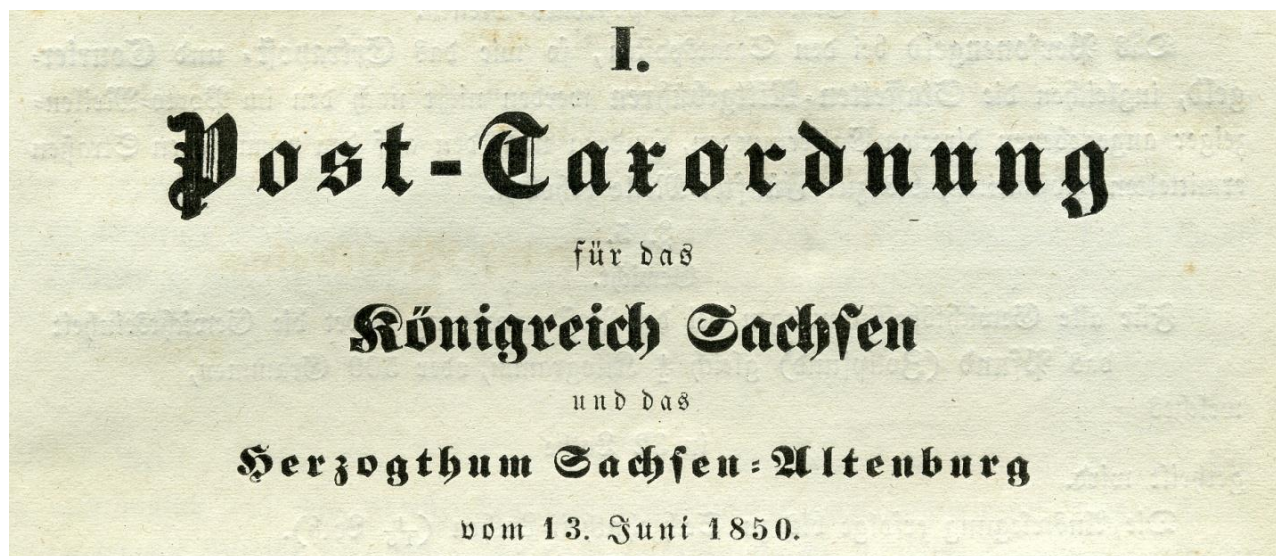 I.
Post-Taxordnung
für das
Königreich Sachsen
und das
Herzogthum Sachsen-Altenburg
vom 13. Juni 1850.